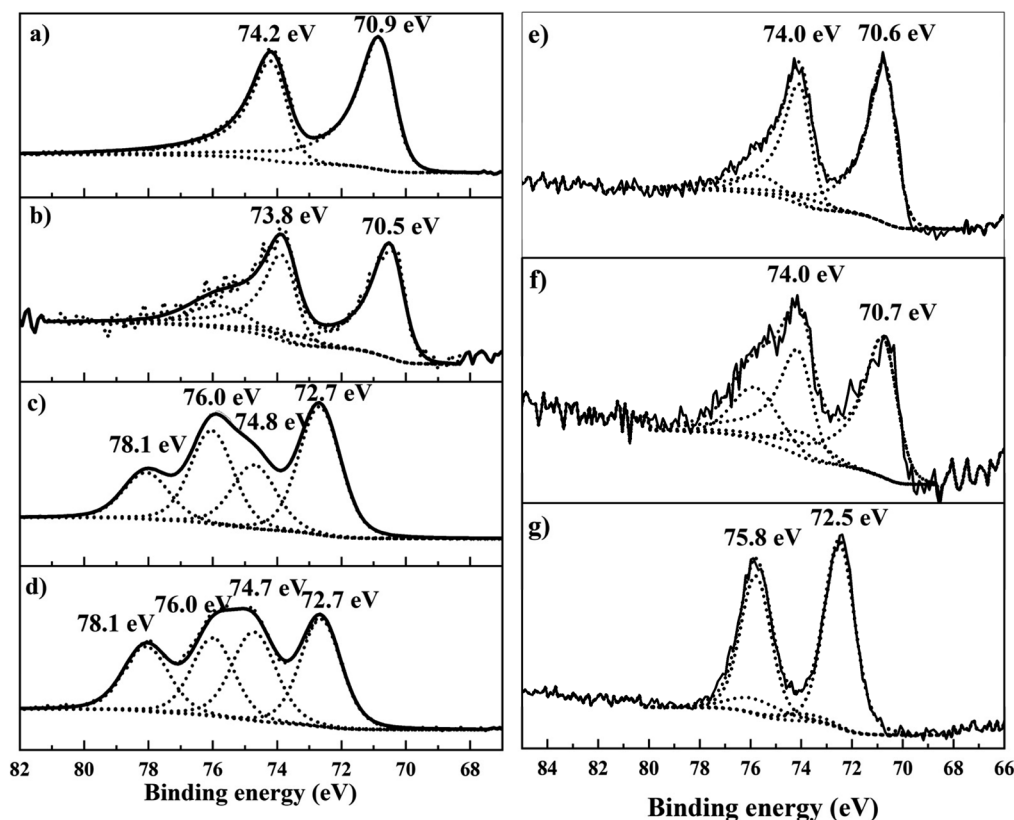 a)
74.2 eV
70.9 eV
b)
73.8 eV
70.5 eV
c)
76.0 eV
72.7 eV
74.8 eV
78.1 eV
d)
74.7 eV
76.0 eV
72.7 eV
78.1 eV
82 80 78 76 74 72 70 68
Binding energy (eV)
e)
74.0 eV
70.6 eV
f)
74.0 eV
70.7 eV
g)
72.5 eV
75.8 eV
84 82 80 78 76 74 72 70 68 66
Binding energy (eV)